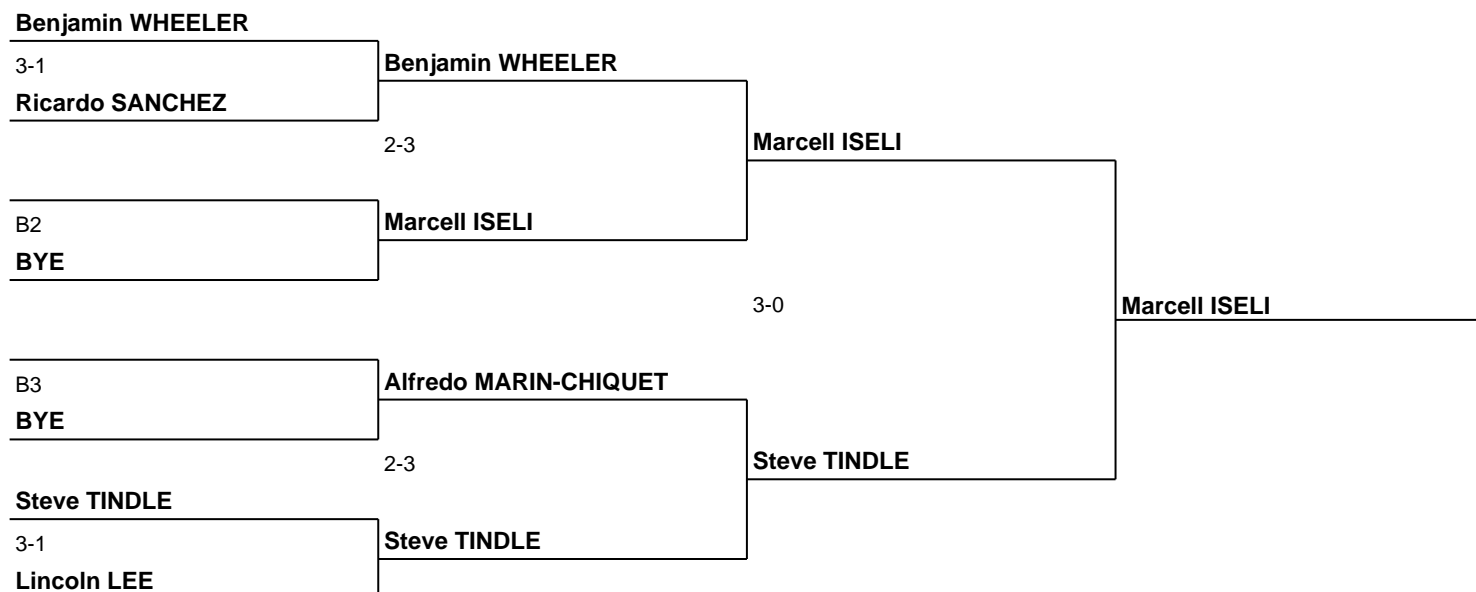 Benjamin WHEELER
3-1
Benjamin WHEELER
Ricardo SANCHEZ
2-3
Marcell ISELI
B2
Marcell ISELI
BYE
3-0
Marcell ISELI
B3
Alfredo MARIN-CHIQUET
BYE
2-3
Steve TINDLE
Steve TINDLE
3-1
Steve TINDLE
Lincoln LEE